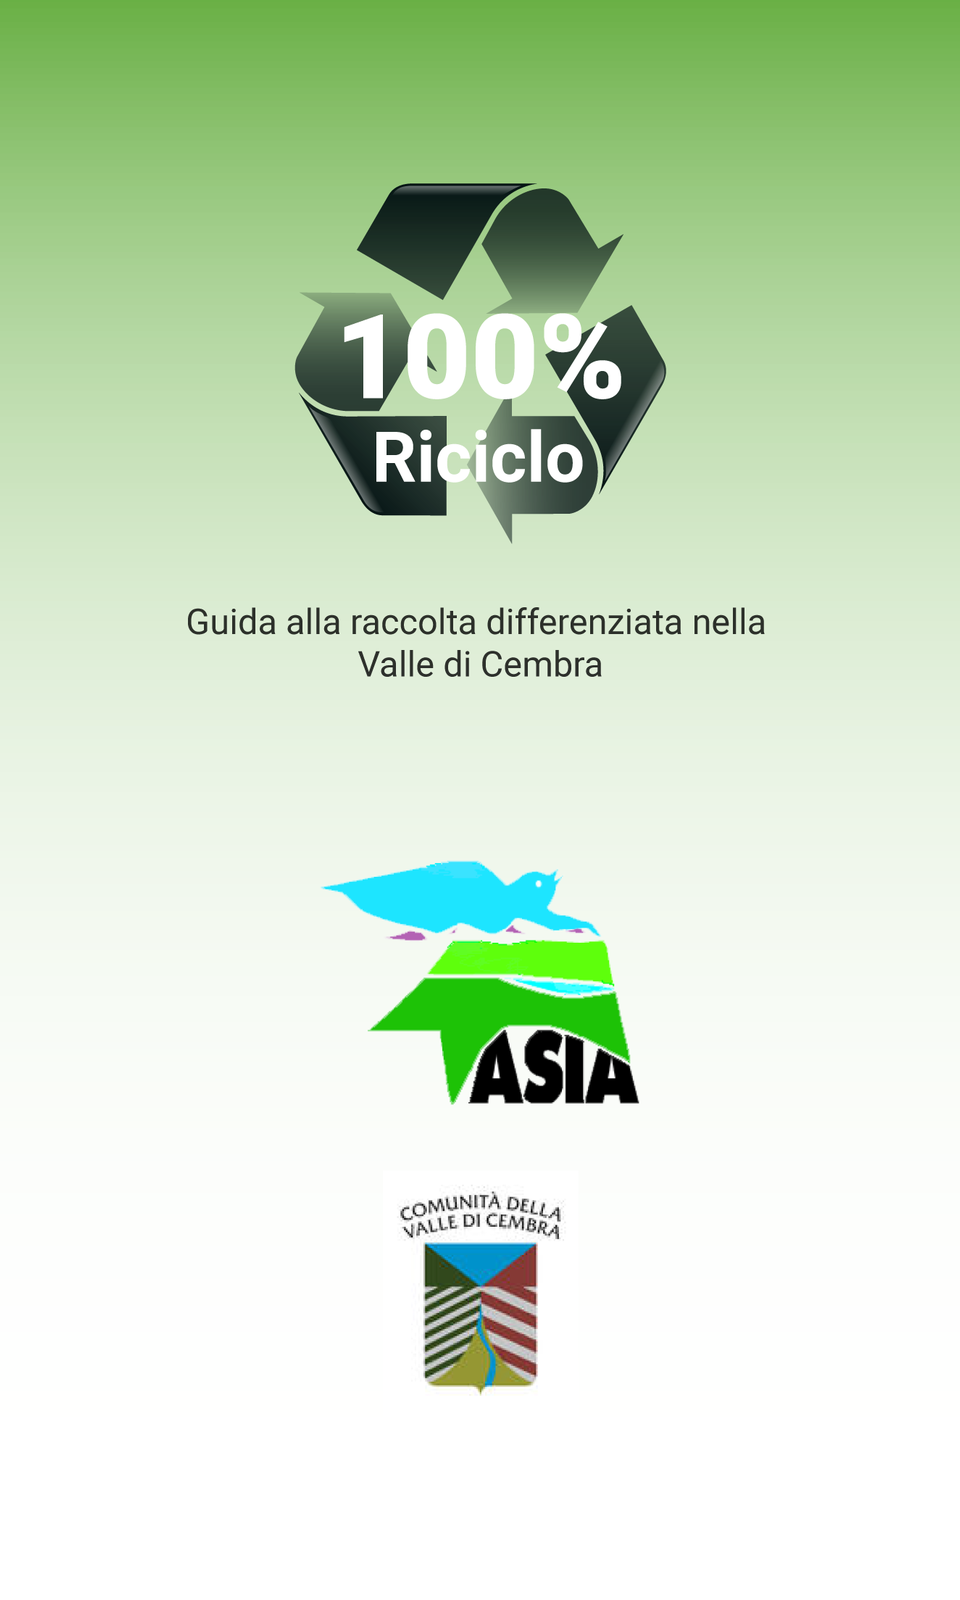 100%
Riciclo
Guida alla raccolta differenziata nella
Valle di Cembra
ASIA
COMUNITÀ DELLA
VALLE DI CEMBRA